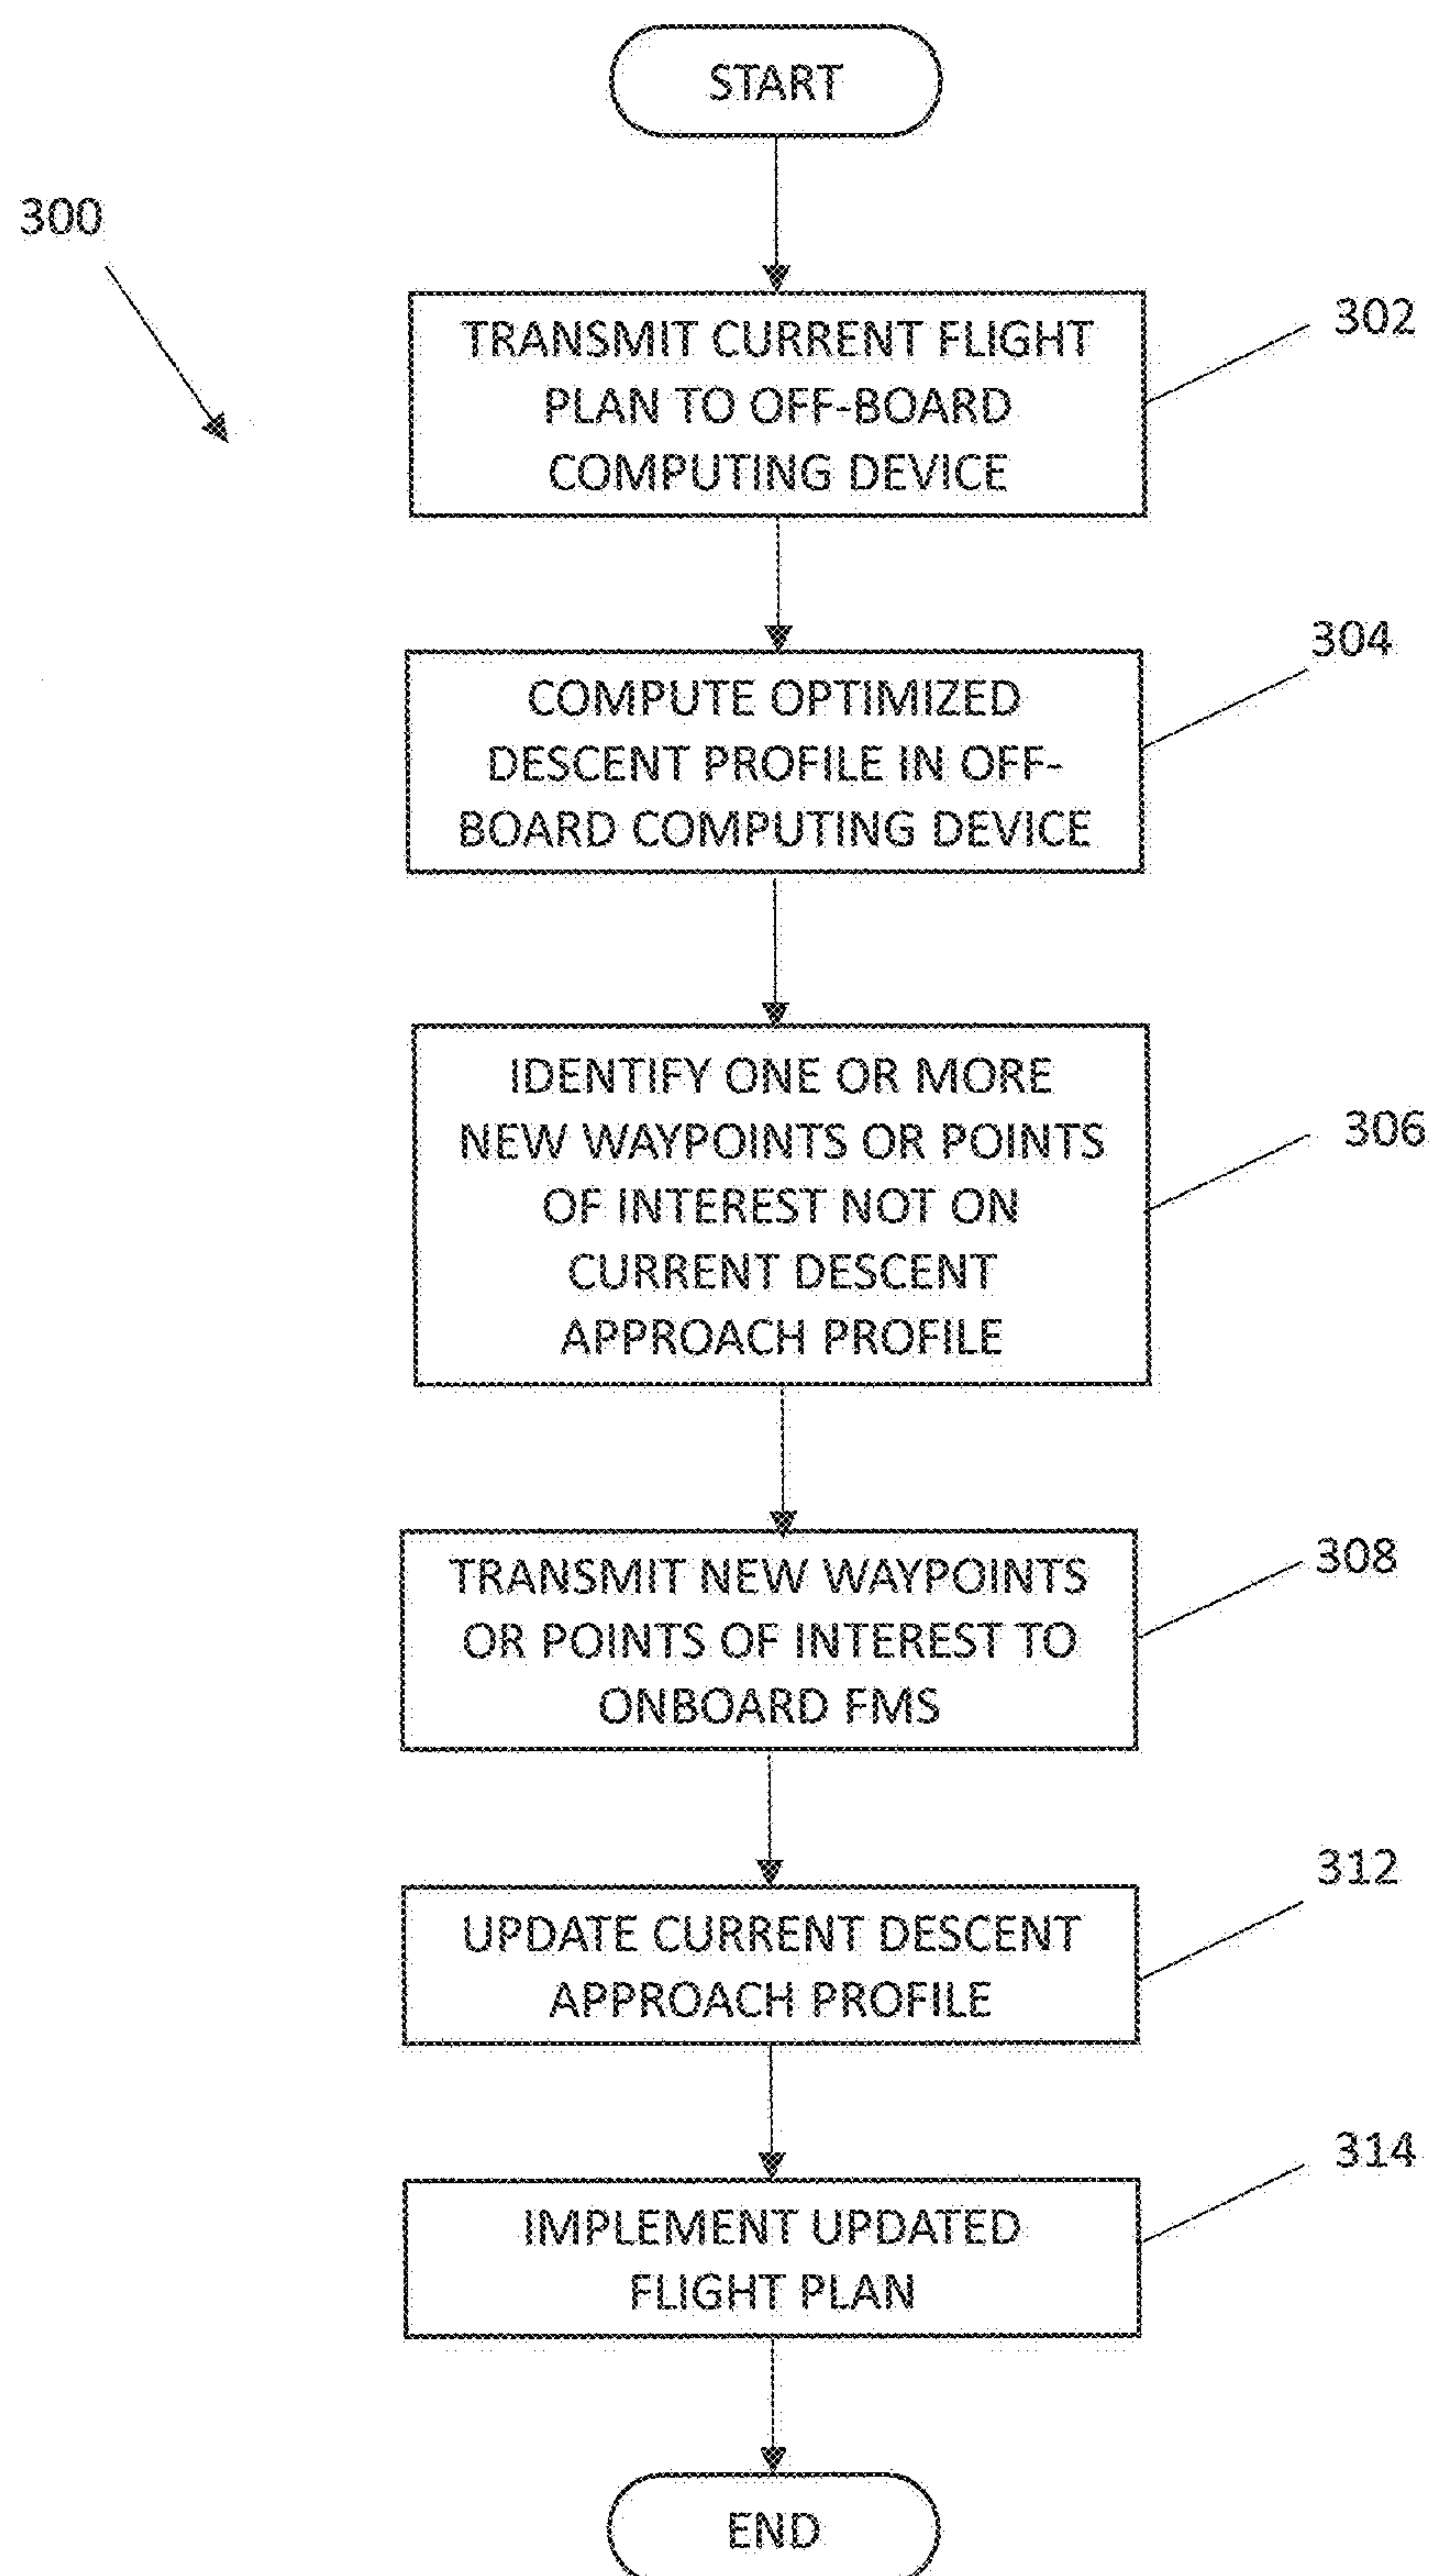 START
300
TRANSMIT CURRENT FLIGHT
PLAN TO OFF-BOARD
COMPUTING DEVICE
302
COMPUTE OPTIMIZED
DESCENT PROFILE IN OFF-
BOARD COMPUTING DEVICE
304
IDENTIFY ONE OR MORE
NEW WAYPOINTS OR POINTS
OF INTEREST NOT ON
CURRENT DESCENT
APPROACH PROFILE
306
TRANSMIT NEW WAYPOINTS
OR POINTS OF INTEREST TO
ONBOARD FMS
308
UPDATE CURRENT DESCENT
APPROACH PROFILE
312
IMPLEMENT UPDATED
FLIGHT PLAN
314
END